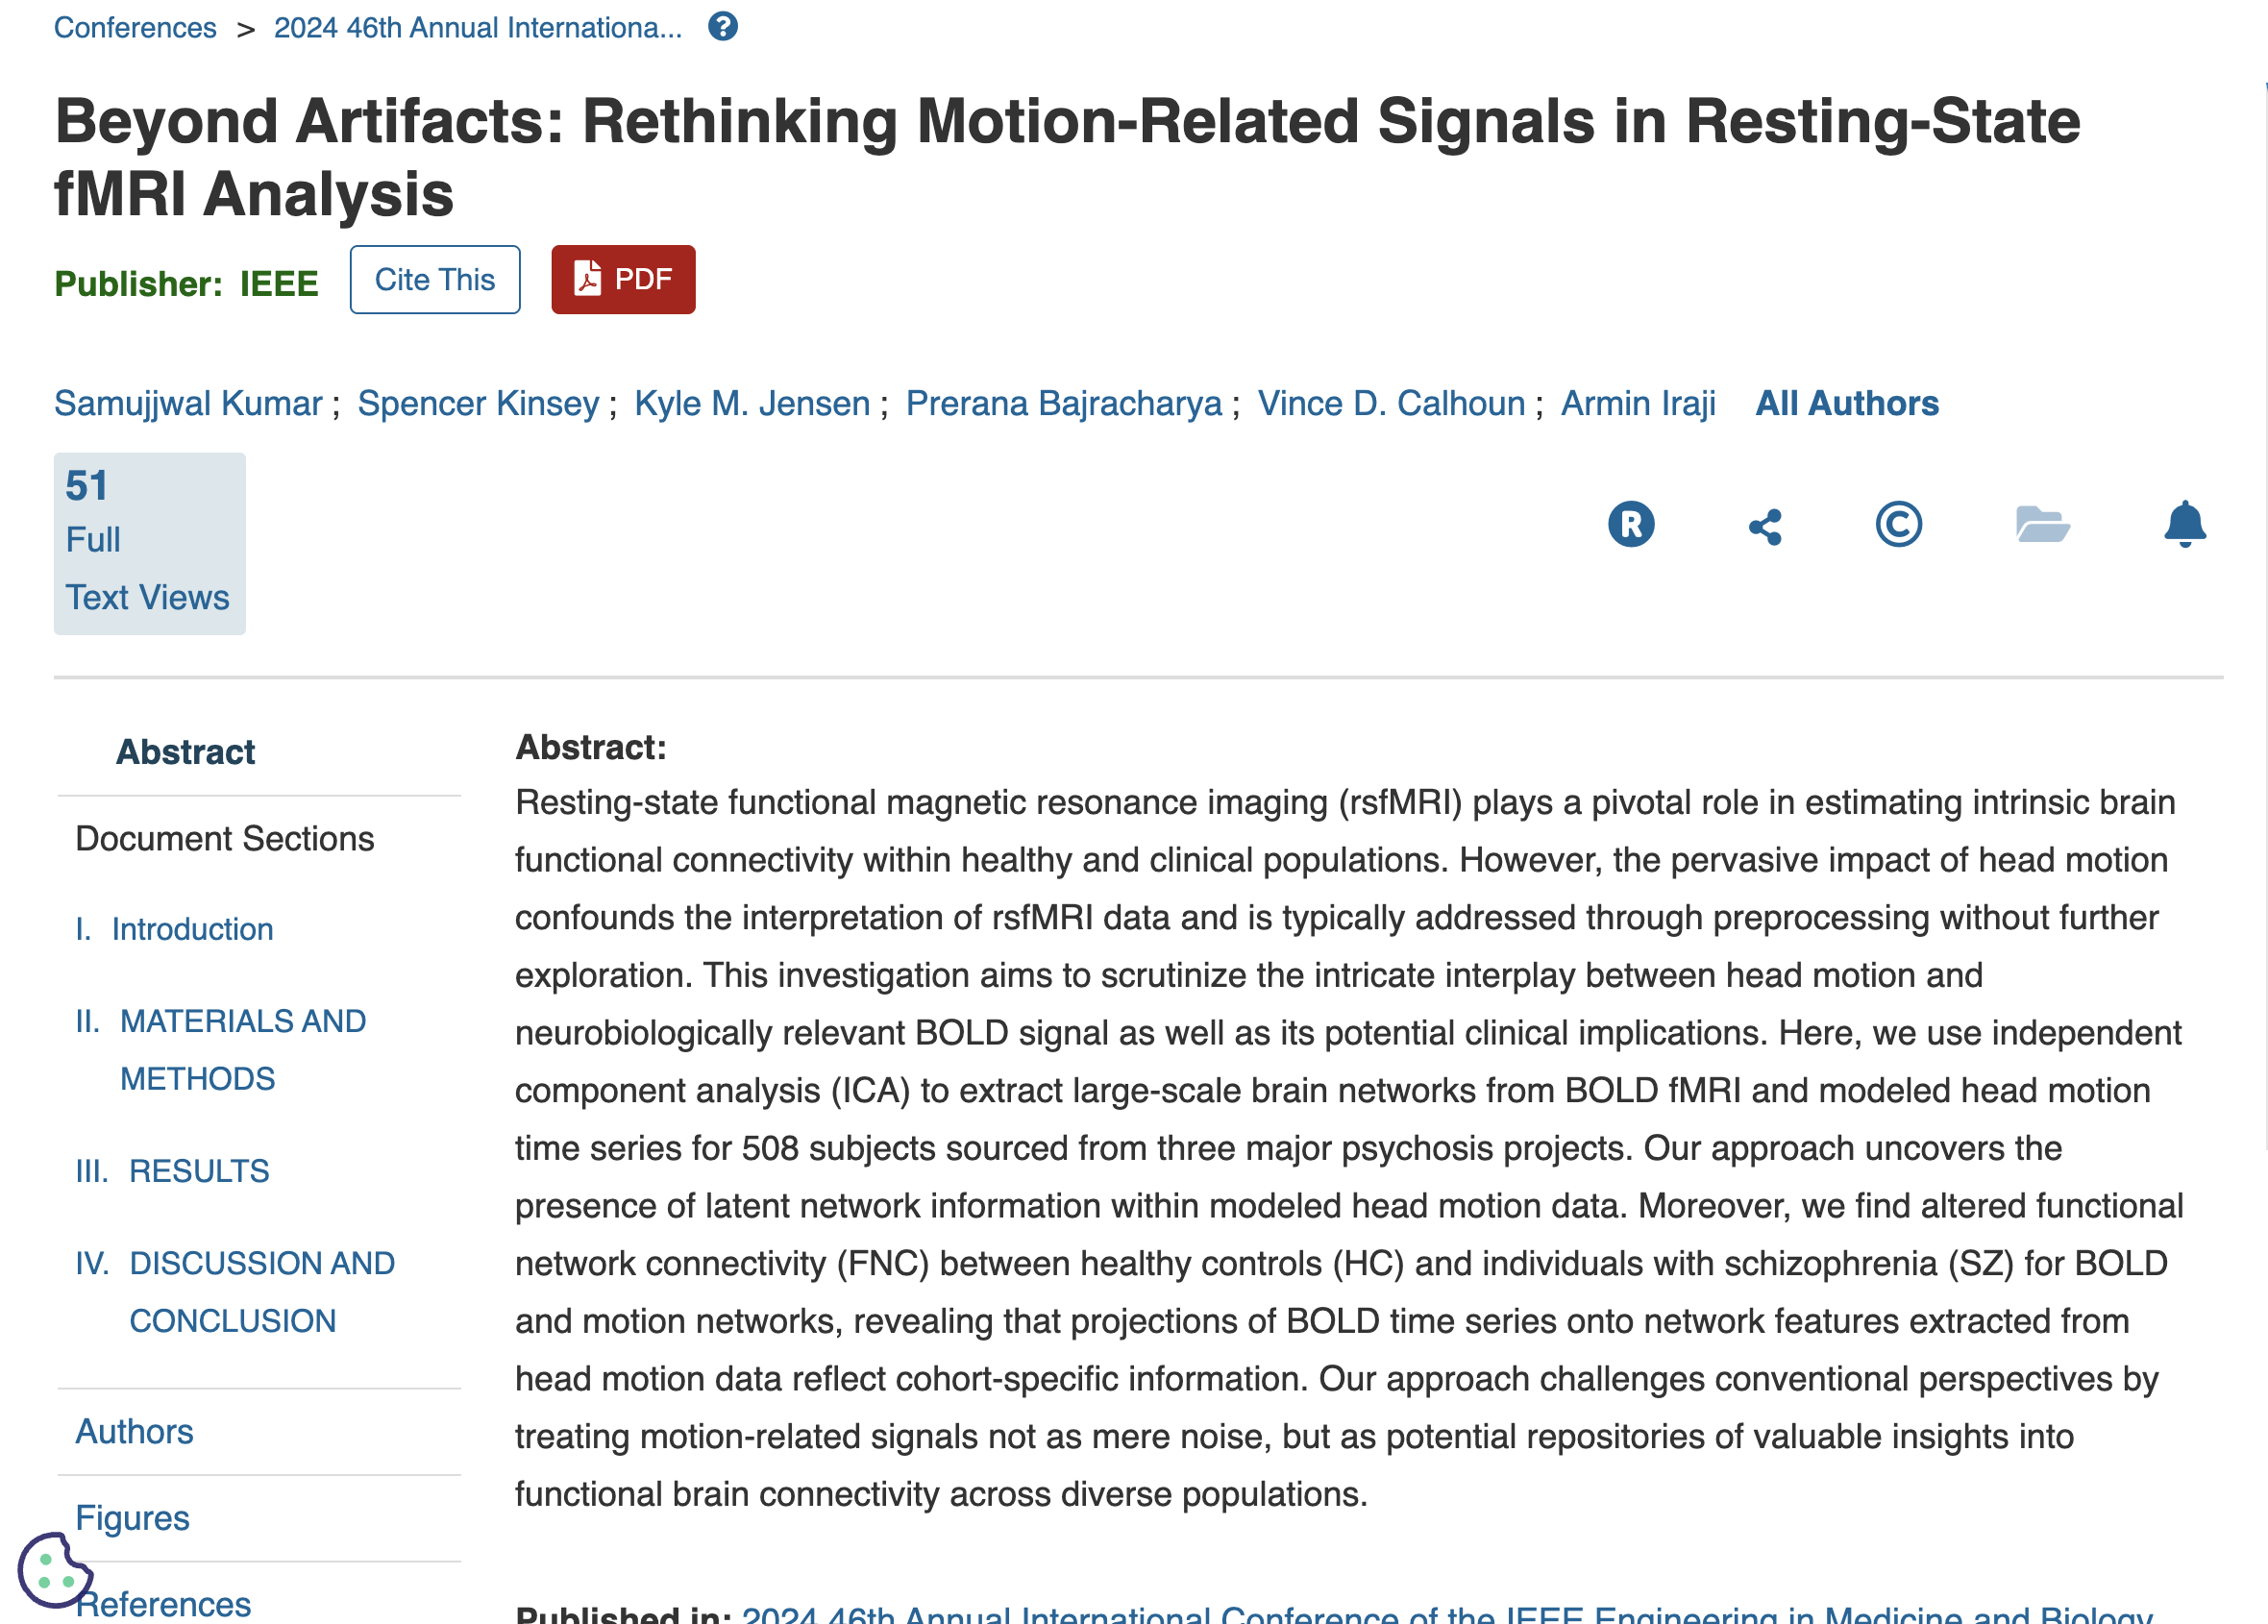 Conferences > 2024 46th Annual Internationa... ?
Beyond Artifacts: Rethinking Motion-Related Signals in Resting-State
fMRI Analysis
Publisher: IEEE Cite This PDF
Samujjwal Kumar ; Spencer Kinsey ; Kyle M. Jensen ; Prerana Bajracharya ; Vince D. Calhoun ; Armin Iraji All Authors
51
Full
Text Views
R ©
Abstract
Document Sections
I. Introduction
II. MATERIALS AND
METHODS
III. RESULTS
IV. DISCUSSION AND
CONCLUSION
Authors
Figures
References
Abstract:
Resting-state functional magnetic resonance imaging (rsfMRI) plays a pivotal role in estimating intrinsic brain
functional connectivity within healthy and clinical populations. However, the pervasive impact of head motion
confounds the interpretation of rsfMRI data and is typically addressed through preprocessing without further
exploration. This investigation aims to scrutinize the intricate interplay between head motion and
neurobiologically relevant BOLD signal as well as its potential clinical implications. Here, we use independent
component analysis (ICA) to extract large-scale brain networks from BOLD fMRI and modeled head motion
time series for 508 subjects sourced from three major psychosis projects. Our approach uncovers the
presence of latent network information within modeled head motion data. Moreover, we find altered functional
network connectivity (FNC) between healthy controls (HC) and individuals with schizophrenia (SZ) for BOLD
and motion networks, revealing that projections of BOLD time series onto network features extracted from
head motion data reflect cohort-specific information. Our approach challenges conventional perspectives by
treating motion-related signals not as mere noise, but as potential repositories of valuable insights into
functional brain connectivity across diverse populations.
Published in: 2024 46th Annual International Conference of the IEEE Engineering in Medicine and Biology